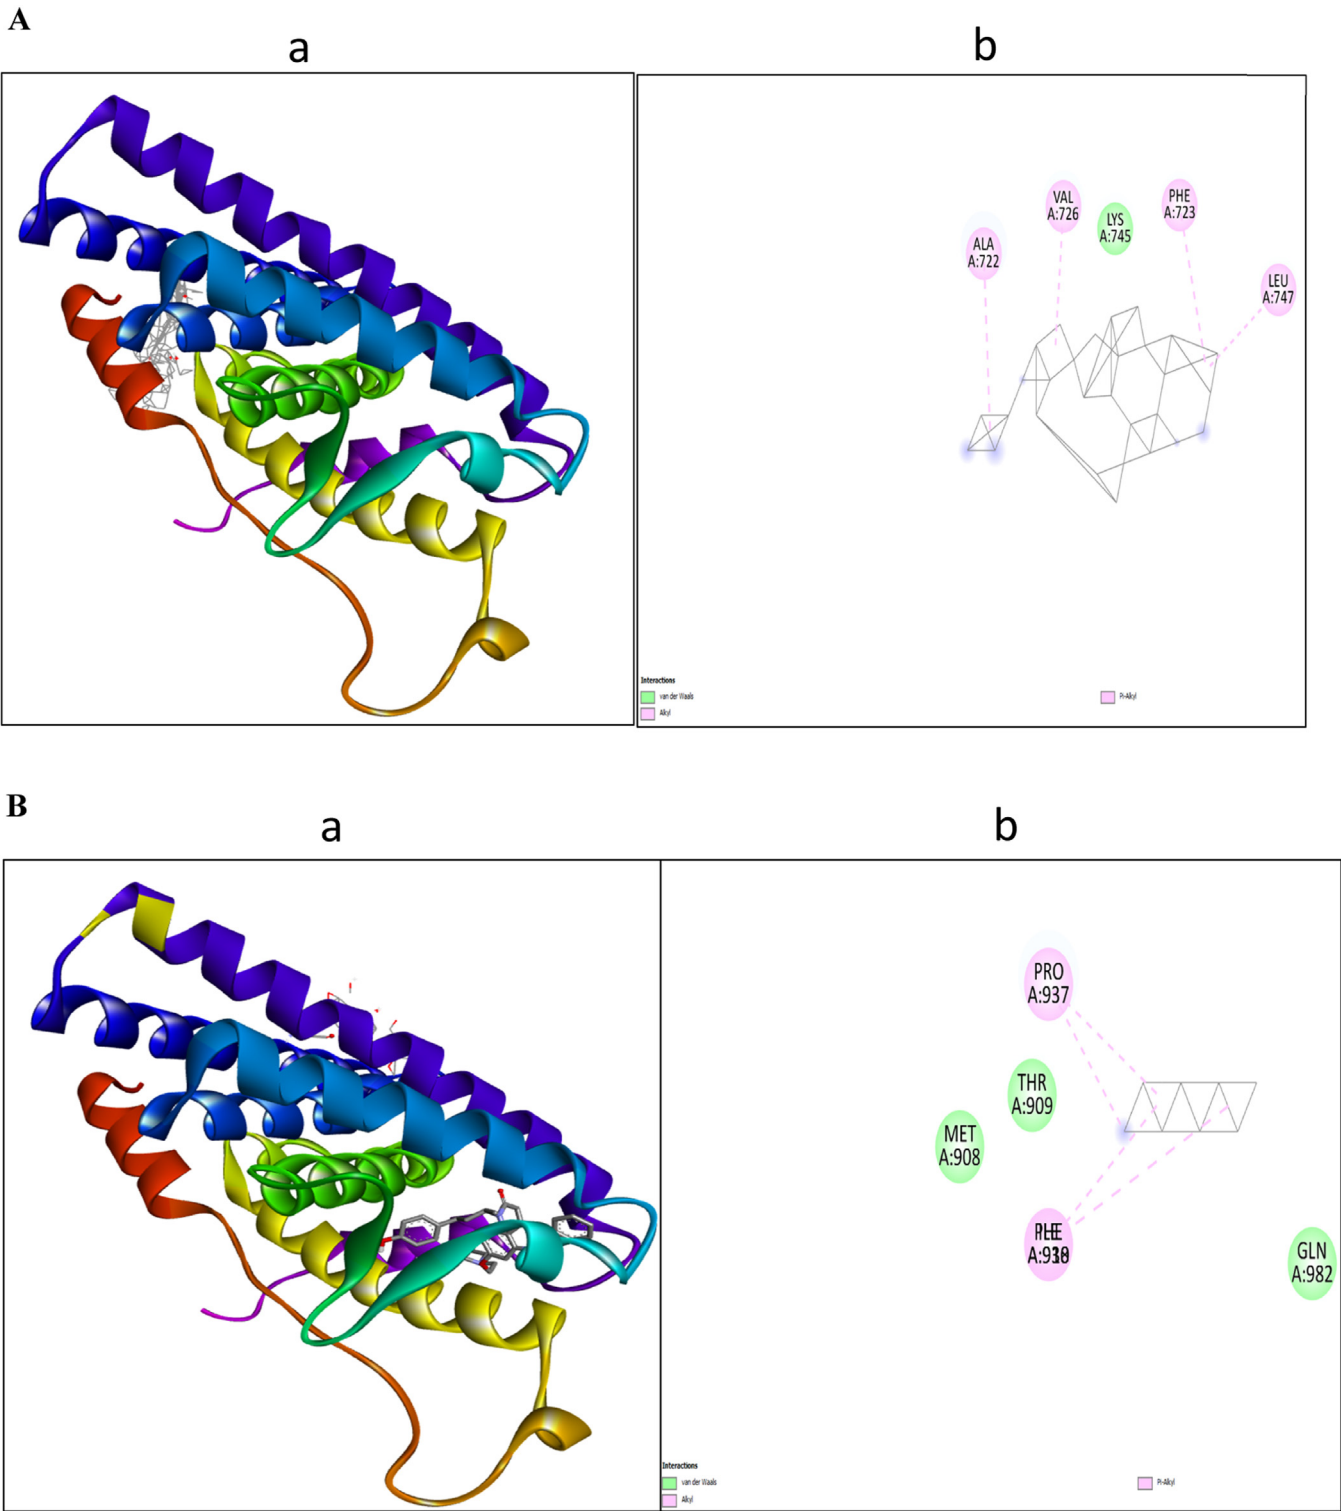 A
a
b
VAL
A:726
LYS
A:745
PHE
A:723
ALA
A:722
LEU
A:747
Interactions
van der Waals
Alkyl
Pi-Alkyl
B
a
b
PRO
A:937
THR
A:909
MET
A:908
GLN
A:982
Interactions
van der Waals
Alkyl
Pi-Alkyl